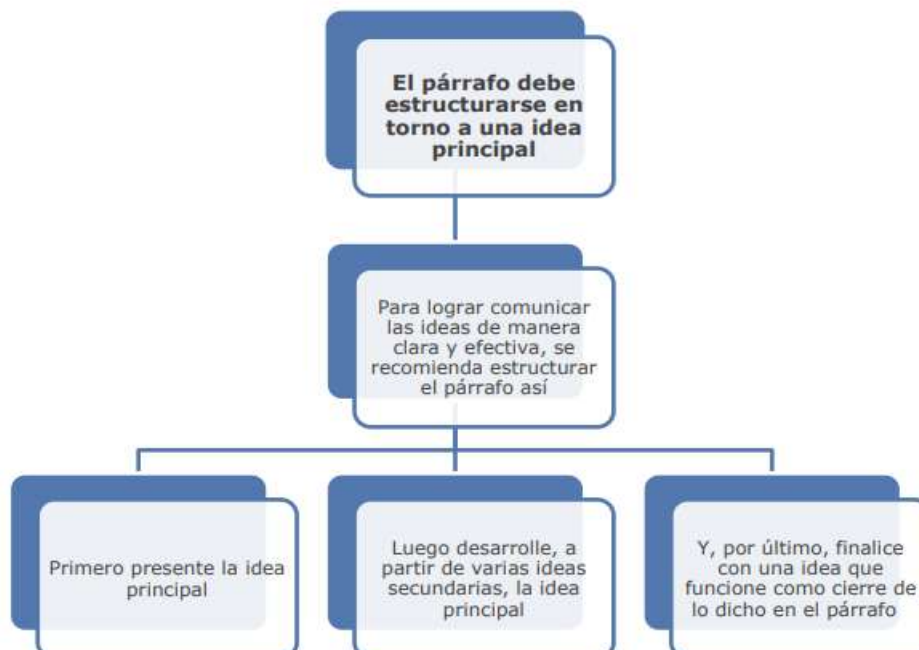 El párrafo debe
estructurarse en
torno a una idea
principal
Para lograr comunicar
las ideas de manera
clara y efectiva, se
recomienda estructurar
el párrafo así
Primero presente la idea
principal
Luego desarrolle, a
partir de varias ideas
secundarias, la idea
principal
Y, por último, finalice
con una idea que
funcione como cierre de
lo dicho en el párrafo